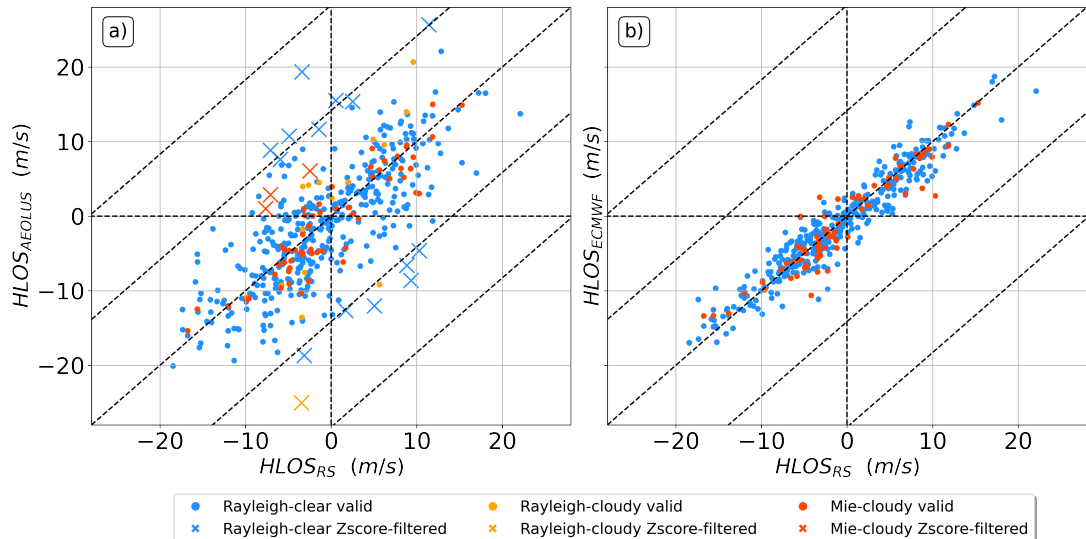 a)
20
10
0
−10
−20
HLOS_AEOLUS (m/s)
−20 −10 0 10 20
HLOS_RS (m/s)
b)
HLOS_ECMWF (m/s)
−20 −10 0 10 20
HLOS_RS (m/s)
Rayleigh-clear valid Rayleigh-cloudy valid Mie-cloudy valid
Rayleigh-clear Zscore-filtered Rayleigh-cloudy Zscore-filtered Mie-cloudy Zscore-filtered